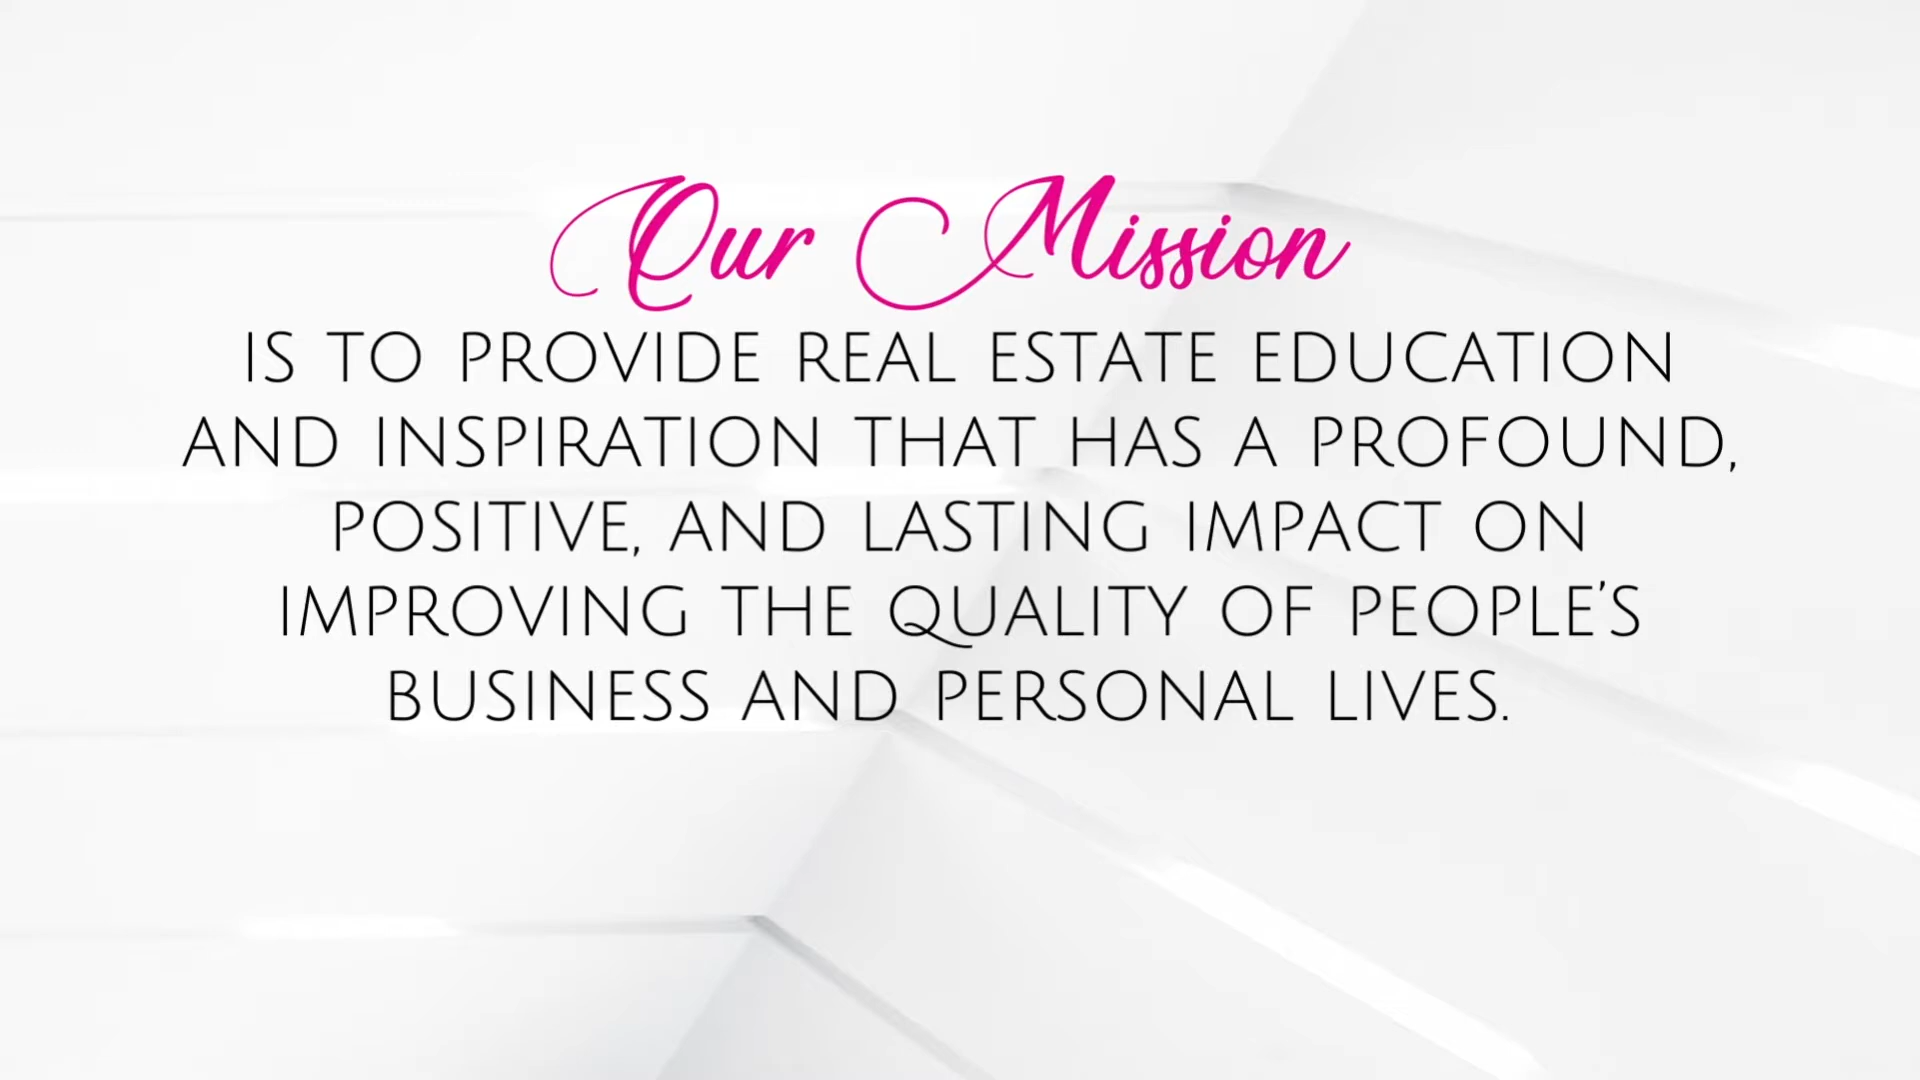 Our Mission
IS TO PROVIDE REAL ESTATE EDUCATION
AND INSPIRATION THAT HAS A PROFOUND,
POSITIVE, AND LASTING IMPACT ON
IMPROVING THE QUALITY OF PEOPLE’S
BUSINESS AND PERSONAL LIVES.